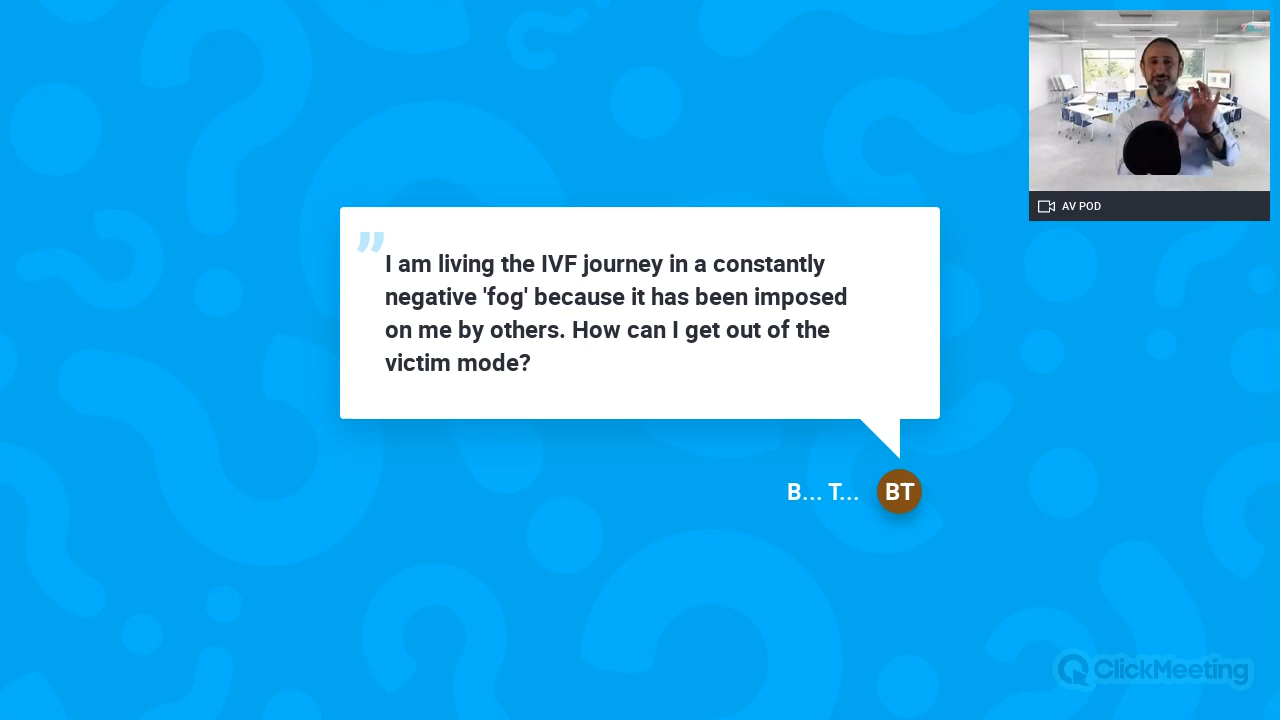 AV POD
”
I am living the IVF journey in a constantly
negative 'fog' because it has been imposed
on me by others. How can I get out of the
victim mode?
B... T... BT
ClickMeeting